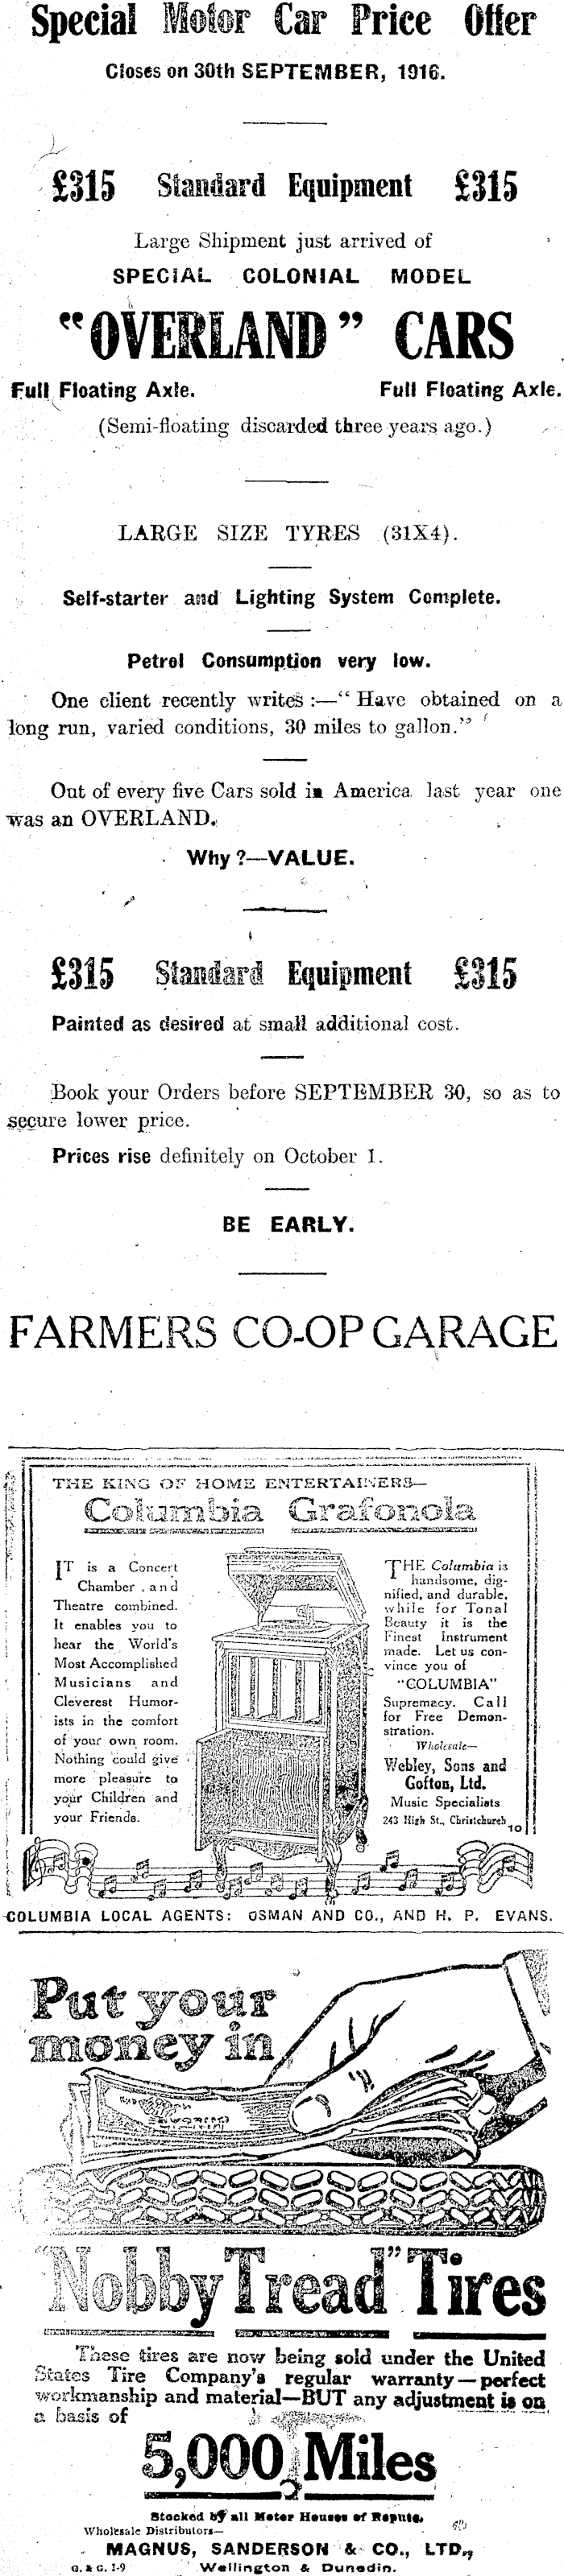 Special Motor Car Price Offer
Closes on 30th SEPTEMBER, 1916.
£315 Standard Equipment £315
Large Shipment just arrived of
SPECIAL COLONIAL MODEL
"OVERLAND" CARS
Full Floating Axle. Full Floating Axle.
(Semi-floating discarded three years ago.)
LARGE SIZE TYRES (31X4).
Self-starter and Lighting System Complete.
Petrol Consumption very low.
One client recently writes :—"Have obtained on a
long run, varied conditions, 30 miles to gallon."
Out of every five Cars sold in America last year one
was an OVERLAND.
Why?—VALUE.
£315 Standard Equipment £315
Painted as desired at small additional cost.
Book your Orders before SEPTEMBER 30, so as to
secure lower price.
Prices rise definitely on October 1.
BE EARLY.
FARMERS CO-OP GARAGE
THE KING OF HOME ENTERTAINERS—
Columbia Grafonola
IT is a Concert
Chamber and
Theatre combined.
It enables you to
hear the World's
Most Accomplished
Musicians and
Cleverest Humor-
ists in the comfort
of your own room.
Nothing could give
more pleasure to
your Children and
your Friends.
THE Columbia is
handsome, dig-
nified, and durable,
while for Tonal
Beauty it is the
Finest Instrument
made. Let us con-
vince you of
"COLUMBIA"
Supremacy. Call
for Free Demon-
stration.
Wholesale—
Webley, Sons and
Gofton, Ltd.
Music Specialists
243 High St., Christchurch
10
COLUMBIA LOCAL AGENTS: OSMAN AND CO., AND H. P. EVANS.
Put your
money in
"Nobby Tread" Tires
These tires are now being sold under the United
States Tire Company's regular warranty—perfect
workmanship and material—BUT any adjustment is on
a basis of
5,000 Miles
Stocked by all Motor Houses of Repute.
Wholesale Distributors—
MAGNUS, SANDERSON & CO., LTD.,
G. & G. 1-9 Wellington & Dunedin.